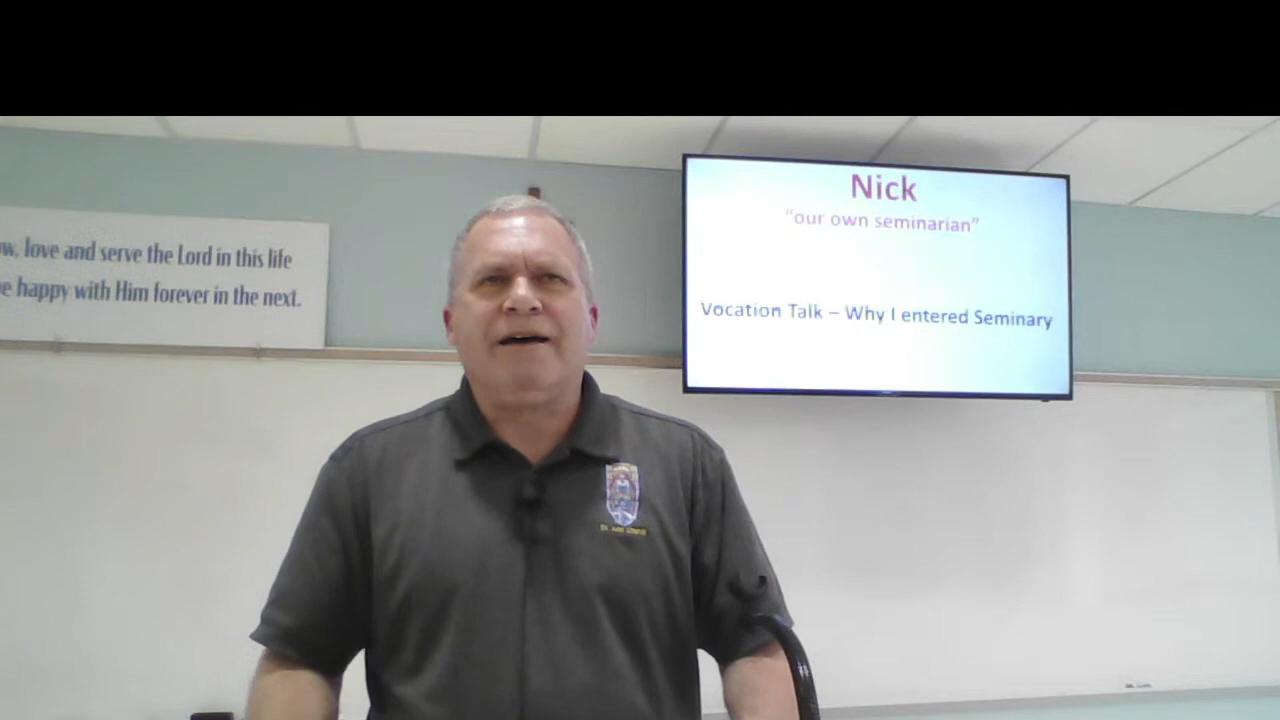 w, love and serve the Lord in this life
e happy with Him forever in the next.
Nick
"our own seminarian"
Vocation Talk – Why I entered Seminary